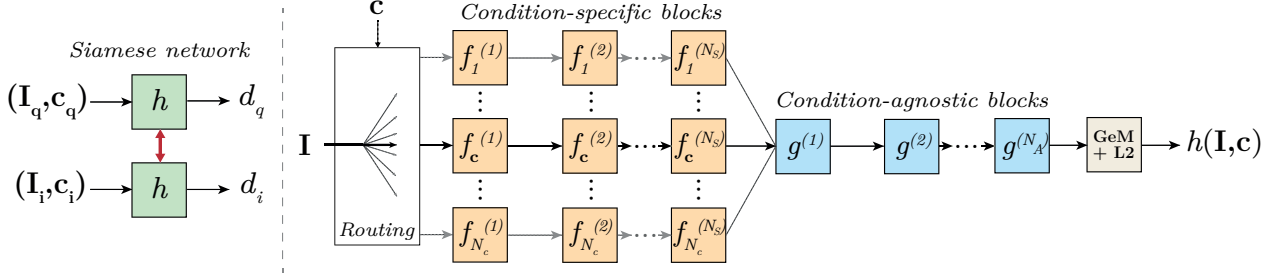 Siamese network
(I_q,c_q) h d_q
(I_i,c_i) h d_i
c
Condition-specific blocks
I
Routing
f_1^(1) f_1^(2) f_1^(N_S)
f_c^(1) f_c^(2) f_c^(N_S)
f_{N_c}^(1) f_{N_c}^(2) f_{N_c}^(N_S)
Condition-agnostic blocks
g^(1) g^(2) g^(N_A)
GeM
+ L2
h(I,c)